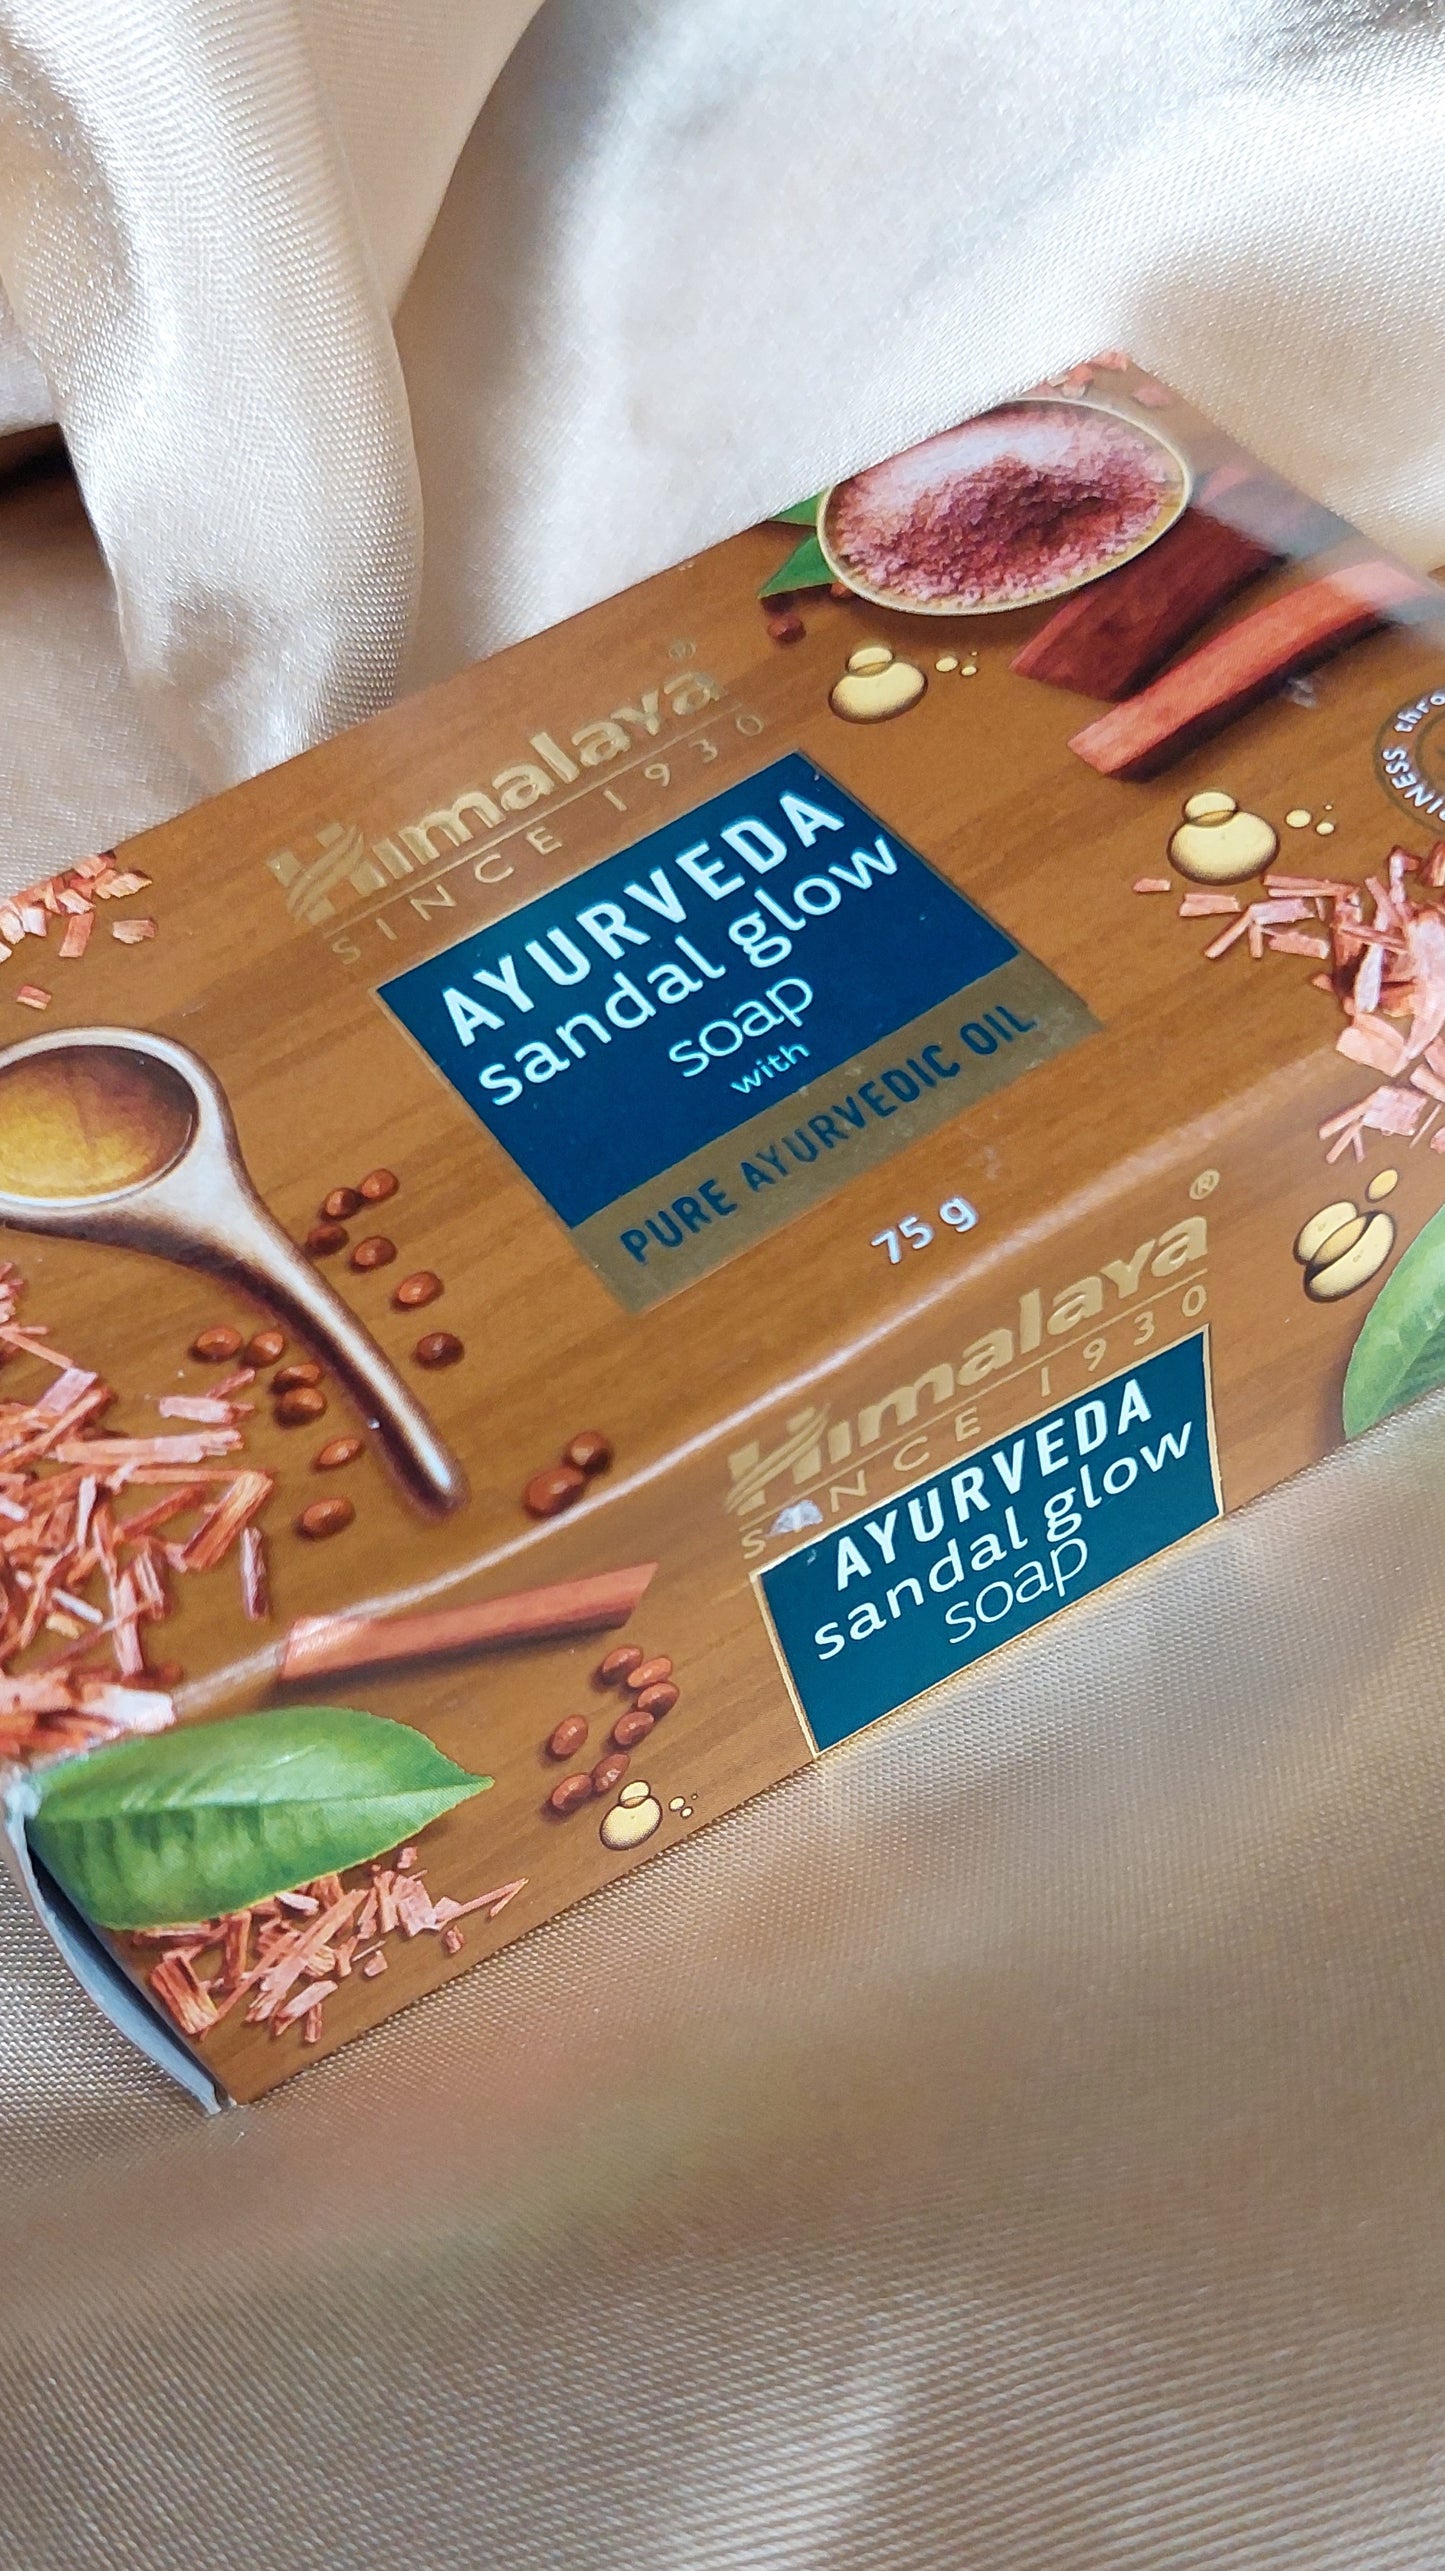 Himalaya®
SINCE 1930
AYURVEDA
sandal glow
soap
with
PURE AYURVEDIC OIL
75 g
Himalaya®
SINCE 1930
AYURVEDA
sandal glow
soap